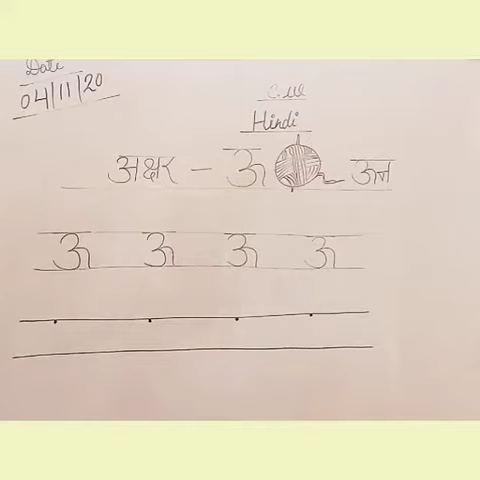 Date
04/11/20
C.W
Hindi
अक्षर - ऊ ऊन
ऊ ऊ ऊ ऊ